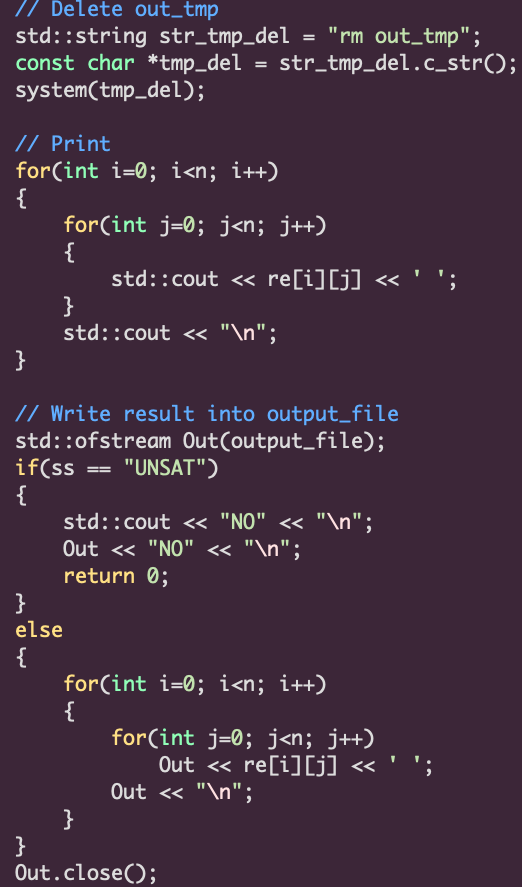 // Delete out_tmp
std::string str_tmp_del = "rm out_tmp";
const char *tmp_del = str_tmp_del.c_str();
system(tmp_del);

// Print
for(int i=0; i<n; i++)
{
    for(int j=0; j<n; j++)
    {
        std::cout << re[i][j] << ' ';
    }
    std::cout << "\n";
}

// Write result into output_file
std::ofstream Out(output_file);
if(ss == "UNSAT")
{
    std::cout << "NO" << "\n";
    Out << "NO" << "\n";
    return 0;
}
else
{
    for(int i=0; i<n; i++)
    {
        for(int j=0; j<n; j++)
            Out << re[i][j] << ' ';
        Out << "\n";
    }
}
Out.close();